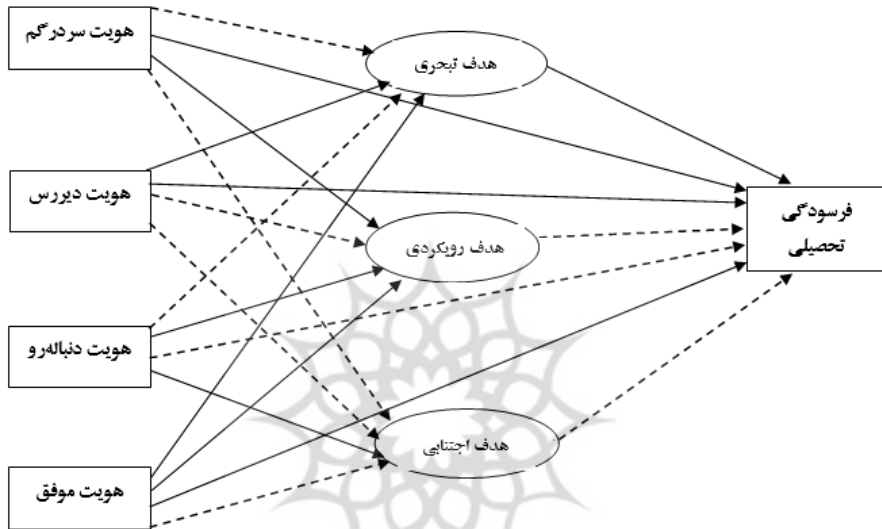 هویت سردرگم
هدف تبحری
هویت دیررس
فرسودگی
تحصیلی
هدف رویکردی
هویت دنباله‌رو
هدف اجتنابی
هویت موفق